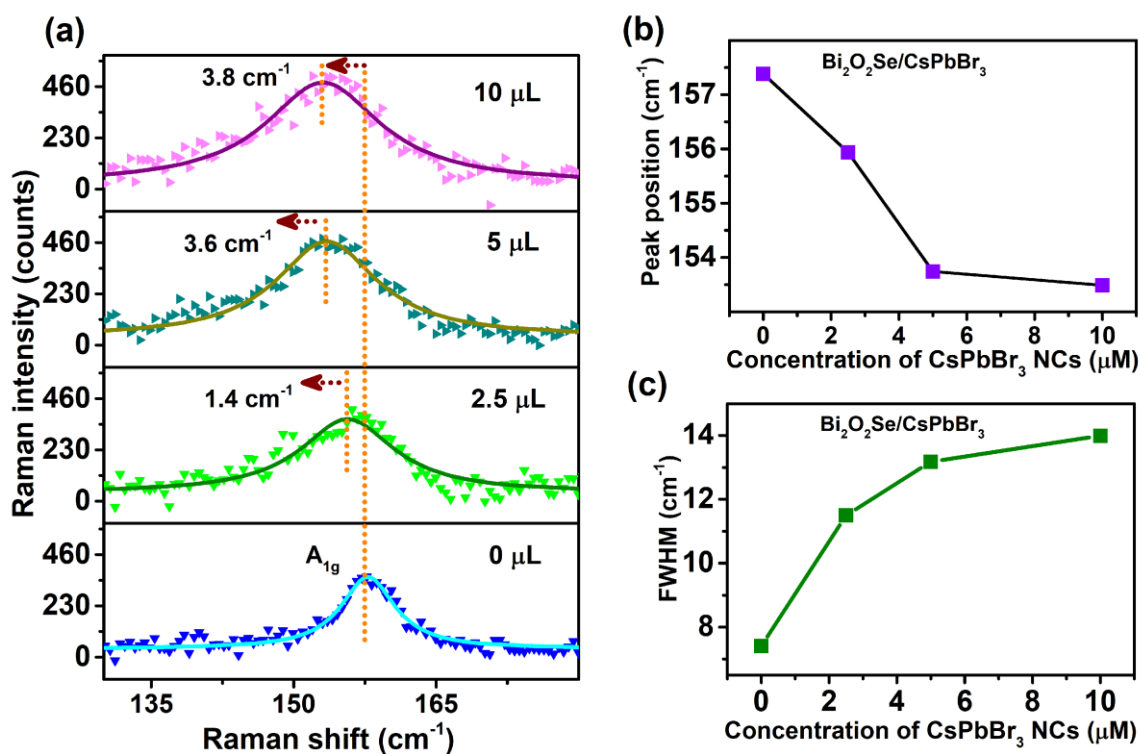 (a)
Raman intensity (counts)
460
230
0
3.8 cm⁻¹
10 μL
460
230
0
3.6 cm⁻¹
5 μL
460
230
0
1.4 cm⁻¹
2.5 μL
460
230
0
A₁g
0 μL
135 150 165
Raman shift (cm⁻¹)
(b)
Peak position (cm⁻¹)
157
156
155
154
Bi₂O₂Se/CsPbBr₃
0 2 4 6 8 10
Concentration of CsPbBr₃ NCs (μM)
(c)
FWHM (cm⁻¹)
14
12
10
8
Bi₂O₂Se/CsPbBr₃
0 2 4 6 8 10
Concentration of CsPbBr₃ NCs (μM)